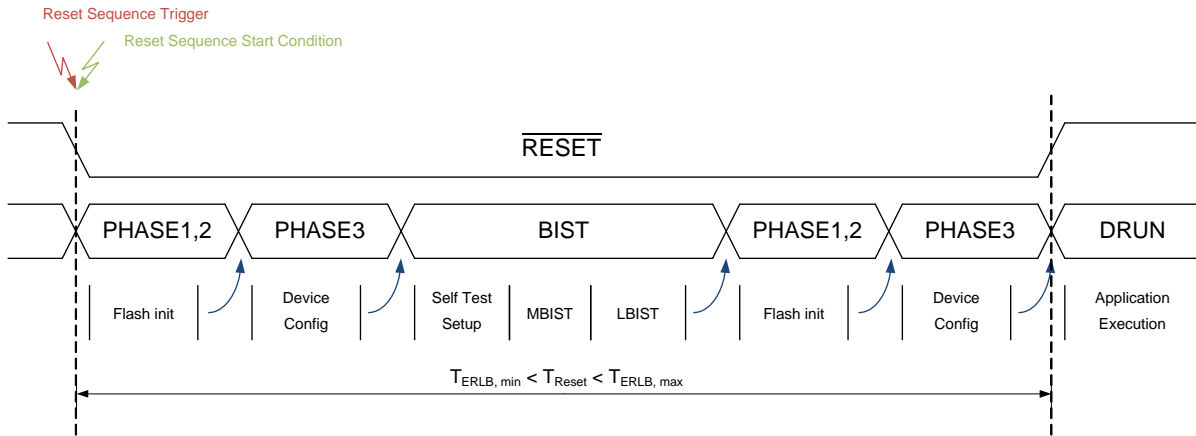 Reset Sequence Trigger
Reset Sequence Start Condition
RESET
PHASE1,2
PHASE3
BIST
PHASE1,2
PHASE3
DRUN
Flash init
Device
Config
Self Test
Setup
MBIST
LBIST
Flash init
Device
Config
Application
Execution
TERLB, min < TReset < TERLB, max